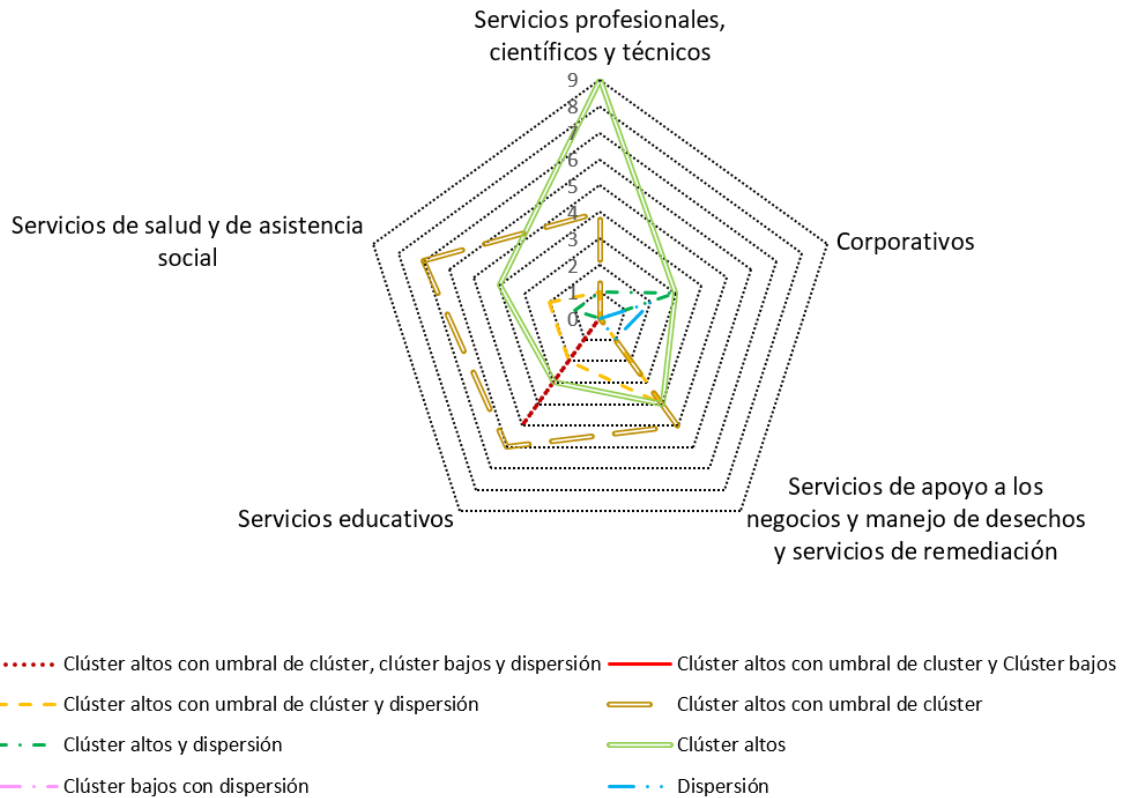 Servicios profesionales,
científicos y técnicos
9
8
7
6
5
4
3
2
1
0
Servicios de salud y de asistencia
social
Corporativos
Servicios educativos
Servicios de apoyo a los
negocios y manejo de desechos
y servicios de remediación
Clúster altos con umbral de clúster, clúster bajos y dispersión
Clúster altos con umbral de cluster y Clúster bajos
Clúster altos con umbral de clúster y dispersión
Clúster altos con umbral de clúster
Clúster altos y dispersión
Clúster altos
Clúster bajos con dispersión
Dispersión